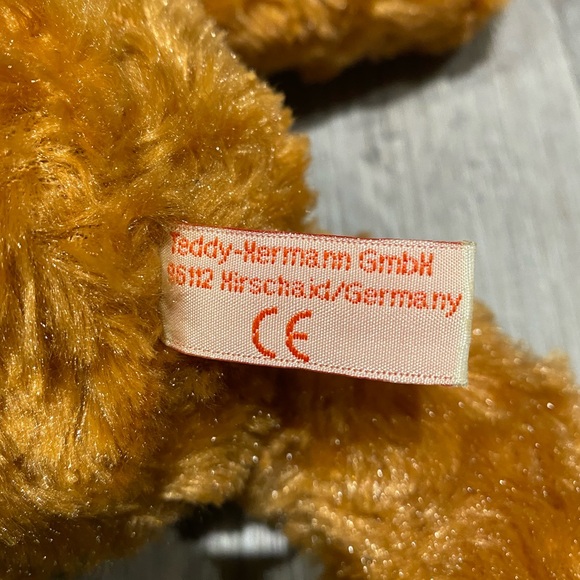 Teddy-Hermann GmbH
96112 Hirschaid/Germany
CE